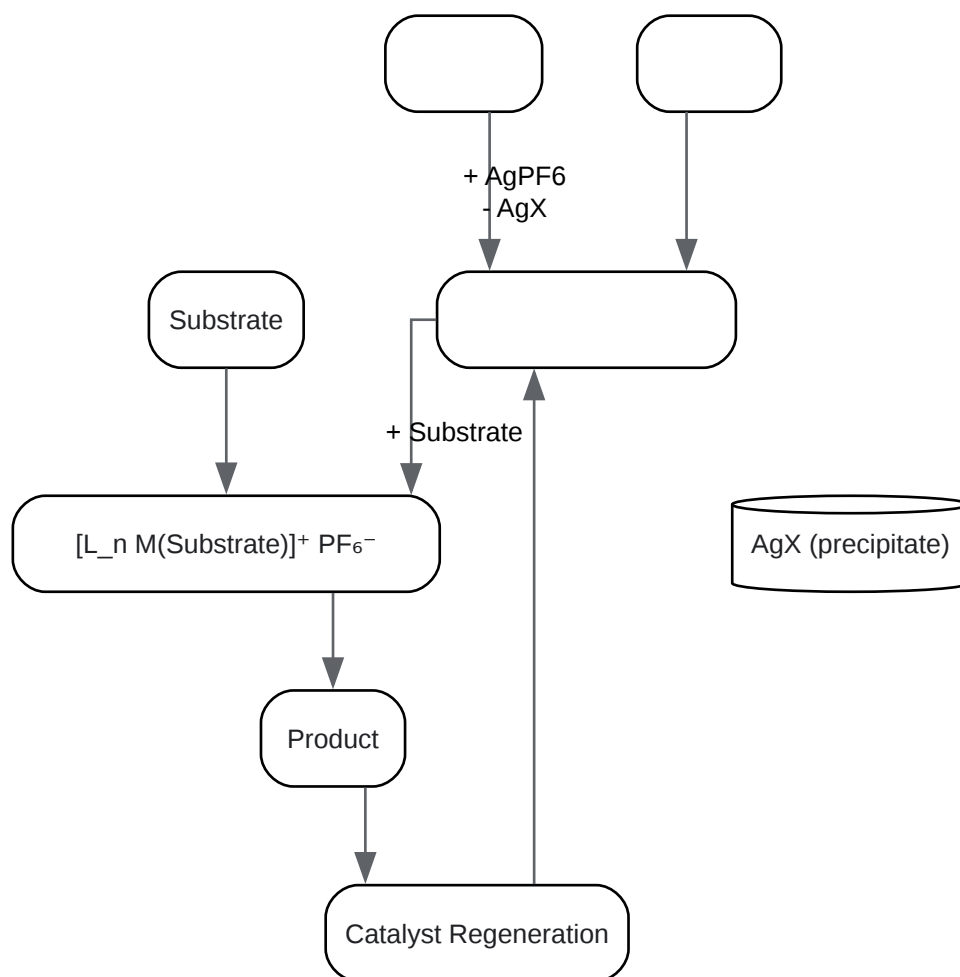 + AgPF6
- AgX
Substrate
+ Substrate
[L_n M(Substrate)]⁺ PF₆⁻
AgX (precipitate)
Product
Catalyst Regeneration